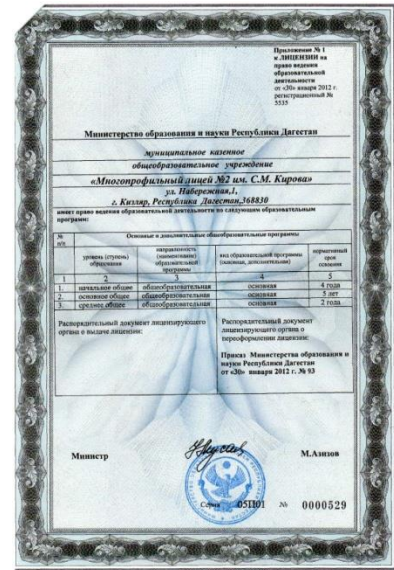 Приложение № 1
к ЛИЦЕНЗИИ на
право ведения
образовательной
деятельности
от «30» января 2012 г.
регистрационный №
5535
Министерство образования и науки Республики Дагестан
муниципальное казенное
общеобразовательное учреждение
«Многопрофильный лицей №2 им. С.М. Кирова»
ул. Набережная,1,
г. Кизляр, Республика Дагестан,368830
имеет право ведения образовательной деятельности по следующим образовательным
программ:
№ п/п
Основные и дополнительные общеобразовательные программы
уровень (ступень) образования
направленность (наименование) образовательной программы
вид образовательной программы (основная, дополнительная)
нормативный срок освоения
2 3 4 5
1. начальное общее общеобразовательная основная 4 года
2. основное общее общеобразовательная основная 5 лет
3. среднее общее общеобразовательная основная 2 года
Распорядительный документ лицензирующего
органа о выдаче лицензии:
Распорядительный документ
лицензирующего органа о
переоформлении лицензии:
Приказ Министерства образования и
науки Республики Дагестан
от «30» января 2012 г. № 93
Министр М.Азизов
Серия 05Л01 № 0000529